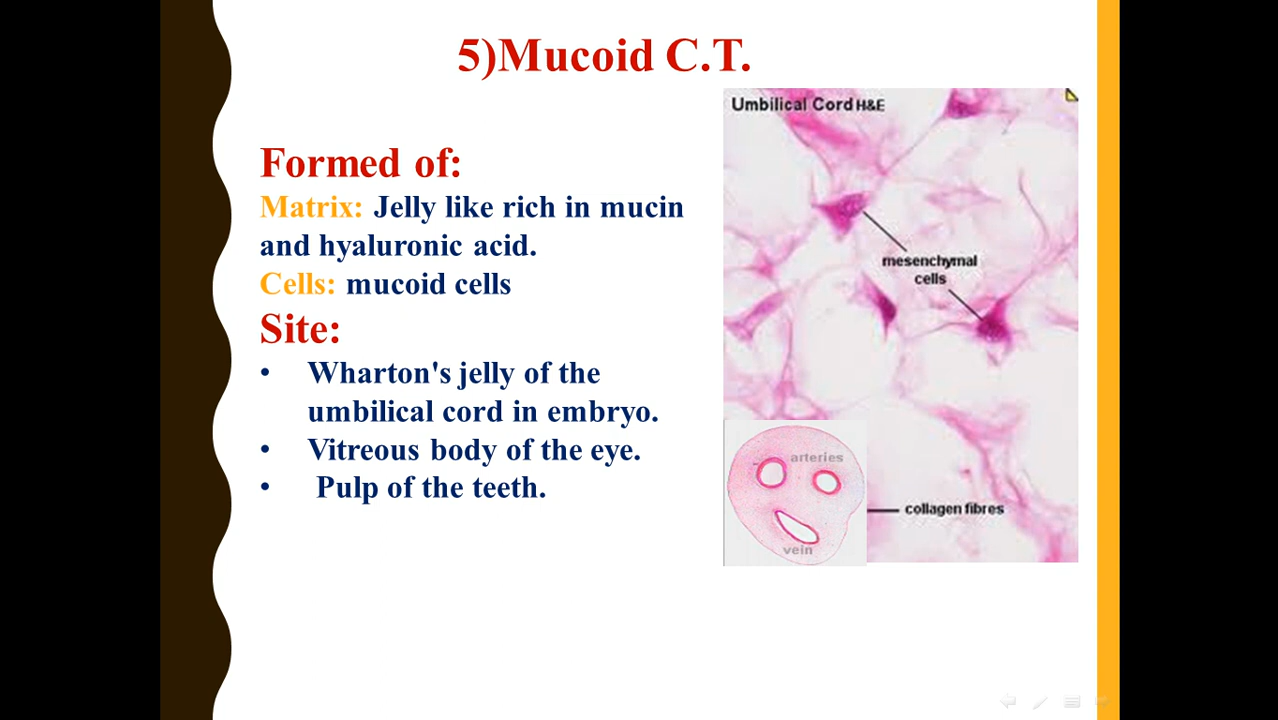 5)Mucoid C.T.
Umbilical Cord H&E
Formed of:
Matrix: Jelly like rich in mucin
and hyaluronic acid.
Cells: mucoid cells
Site:
• Wharton's jelly of the
umbilical cord in embryo.
• Vitreous body of the eye.
• Pulp of the teeth.
mesenchymal
cells
arteries
vein
collagen fibres